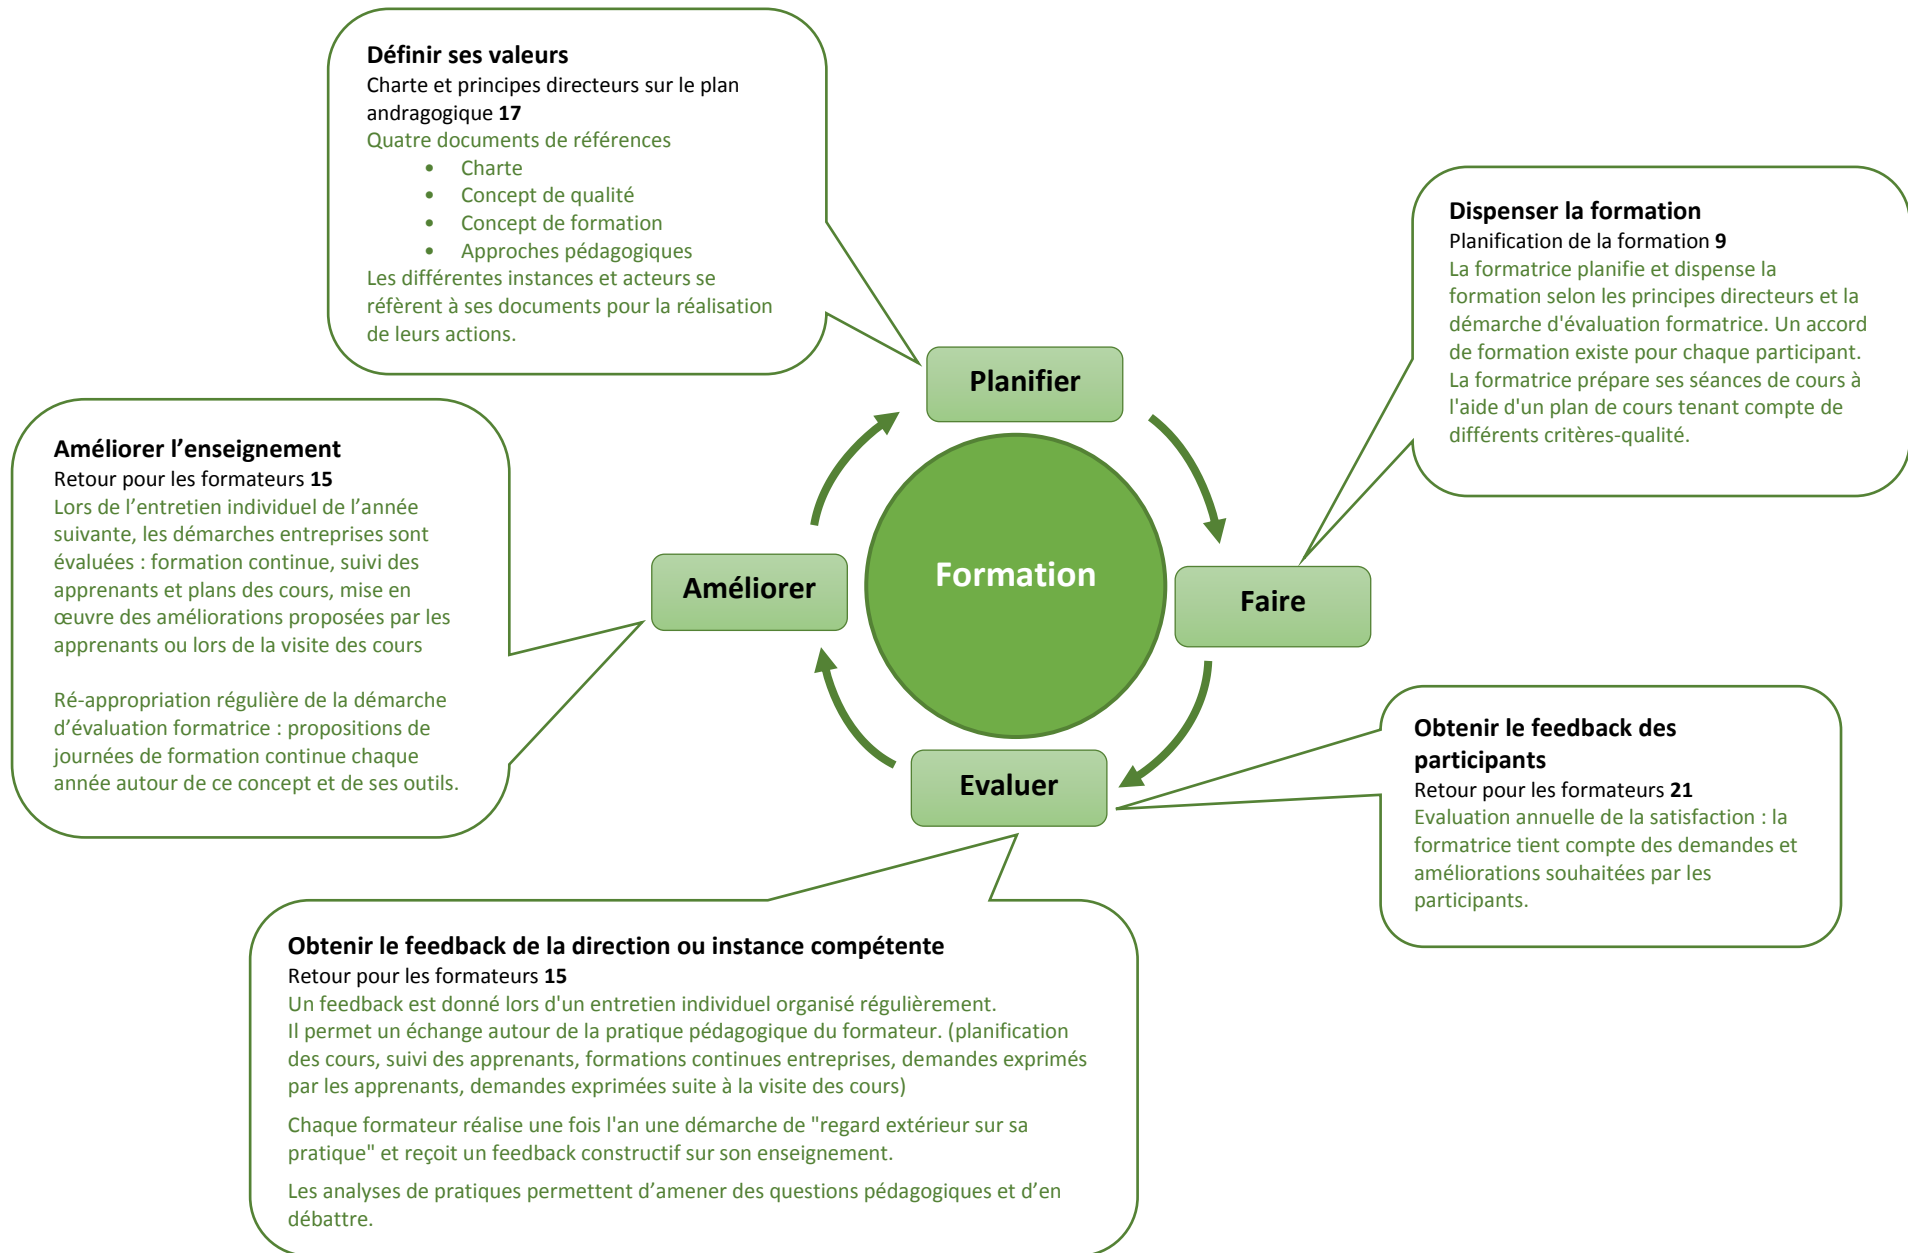 Définir ses valeurs
Charte et principes directeurs sur le plan
andragogique 17
Quatre documents de références
• Charte
• Concept de qualité
• Concept de formation
• Approches pédagogiques
Les différentes instances et acteurs se
réfèrent à ses documents pour la réalisation
de leurs actions.
Dispenser la formation
Planification de la formation 9
La formatrice planifie et dispense la
formation selon les principes directeurs et la
démarche d'évaluation formatrice. Un accord
de formation existe pour chaque participant.
La formatrice prépare ses séances de cours à
l'aide d'un plan de cours tenant compte de
différents critères-qualité.
Planifier
Améliorer l’enseignement
Retour pour les formateurs 15
Lors de l’entretien individuel de l’année
suivante, les démarches entreprises sont
évaluées : formation continue, suivi des
apprenants et plans des cours, mise en
œuvre des améliorations proposées par les
apprenants ou lors de la visite des cours
Ré-appropriation régulière de la démarche
d’évaluation formatrice : propositions de
journées de formation continue chaque
année autour de ce concept et de ses outils.
Améliorer
Formation
Faire
Evaluer
Obtenir le feedback des
participants
Retour pour les formateurs 21
Evaluation annuelle de la satisfaction : la
formatrice tient compte des demandes et
améliorations souhaitées par les
participants.
Obtenir le feedback de la direction ou instance compétente
Retour pour les formateurs 15
Un feedback est donné lors d'un entretien individuel organisé régulièrement.
Il permet un échange autour de la pratique pédagogique du formateur. (planification
des cours, suivi des apprenants, formations continues entreprises, demandes exprimés
par les apprenants, demandes exprimées suite à la visite des cours)
Chaque formateur réalise une fois l'an une démarche de "regard extérieur sur sa
pratique" et reçoit un feedback constructif sur son enseignement.
Les analyses de pratiques permettent d’amener des questions pédagogiques et d’en
débattre.